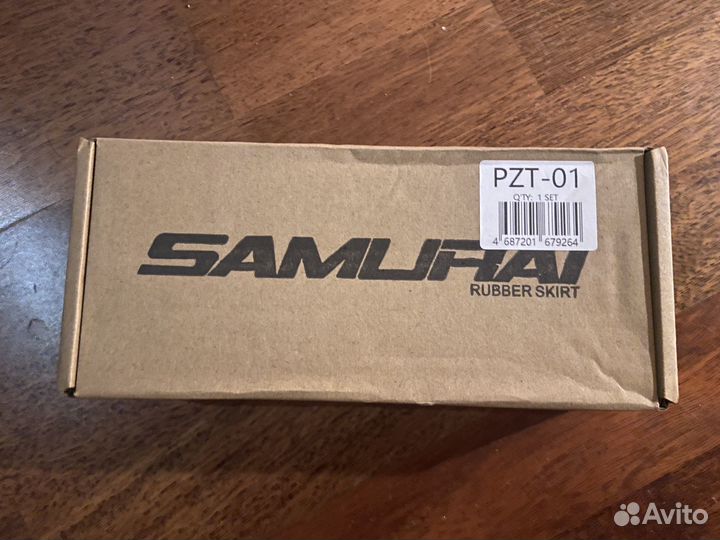 PZT-01
Q'TY: 1 SET
4 687201 679264
SAMURAI
RUBBER SKIRT
Avito